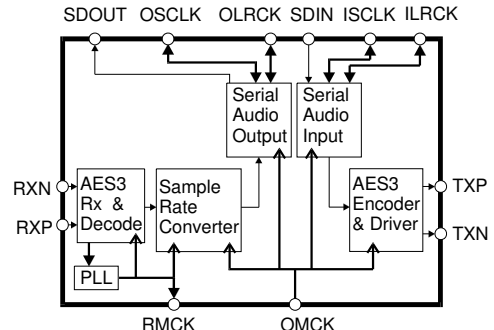 SDOUT OSCLK OLRCK SDIN ISCLK ILRCK
Serial
Audio
Output
Serial
Audio
Input
RXN
RXP
AES3
Rx &
Decode
Sample
Rate
Converter
AES3
Encoder
& Driver
TXP
TXN
PLL
RMCK OMCK